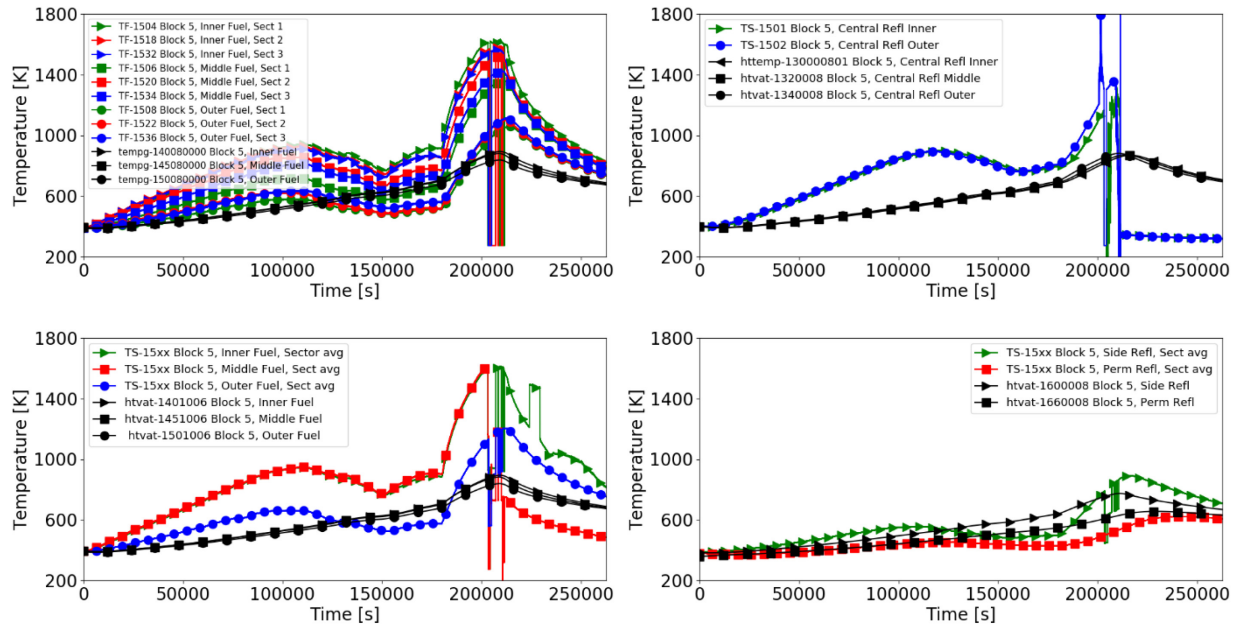 1800
1400
1000
600
200
Temperature [K]
TF-1504 Block 5, Inner Fuel, Sect 1
TF-1518 Block 5, Inner Fuel, Sect 2
TF-1532 Block 5, Inner Fuel, Sect 3
TF-1506 Block 5, Middle Fuel, Sect 1
TF-1520 Block 5, Middle Fuel, Sect 2
TF-1534 Block 5, Middle Fuel, Sect 3
TF-1508 Block 5, Outer Fuel, Sect 1
TF-1522 Block 5, Outer Fuel, Sect 2
TF-1536 Block 5, Outer Fuel, Sect 3
tempg-140080000 Block 5, Inner Fuel
tempg-145080000 Block 5, Middle Fuel
tempg-150080000 Block 5, Outer Fuel
0 50000 100000 150000 200000 250000
Time [s]
1800
1400
1000
600
200
Temperature [K]
TS-1501 Block 5, Central Refl Inner
TS-1502 Block 5, Central Refl Outer
httemp-130000801 Block 5, Central Refl Inner
htvat-1320008 Block 5, Central Refl Middle
htvat-1340008 Block 5, Central Refl Outer
0 50000 100000 150000 200000 250000
Time [s]
1800
1400
1000
600
200
Temperature [K]
TS-15xx Block 5, Inner Fuel, Sector avg
TS-15xx Block 5, Middle Fuel, Sect avg
TS-15xx Block 5, Outer Fuel, Sect avg
htvat-1401006 Block 5, Inner Fuel
htvat-1451006 Block 5, Middle Fuel
htvat-1501006 Block 5, Outer Fuel
0 50000 100000 150000 200000 250000
Time [s]
1800
1400
1000
600
200
Temperature [K]
TS-15xx Block 5, Side Refl, Sect avg
TS-15xx Block 5, Perm Refl, Sect avg
htvat-1600008 Block 5, Side Refl
htvat-1660008 Block 5, Perm Refl
0 50000 100000 150000 200000 250000
Time [s]